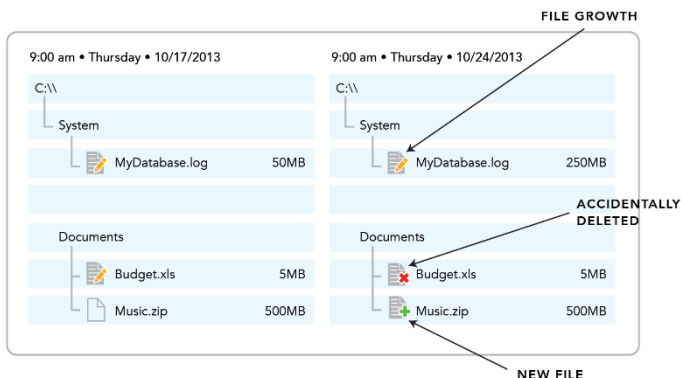 FILE GROWTH
9:00 am • Thursday • 10/17/2013
9:00 am • Thursday • 10/24/2013
C:\\
C:\\
System
System
MyDatabase.log 50MB
MyDatabase.log 250MB
ACCIDENTALLY
DELETED
Documents
Documents
Budget.xls 5MB
Budget.xls 5MB
Music.zip 500MB
Music.zip 500MB
NEW FILE